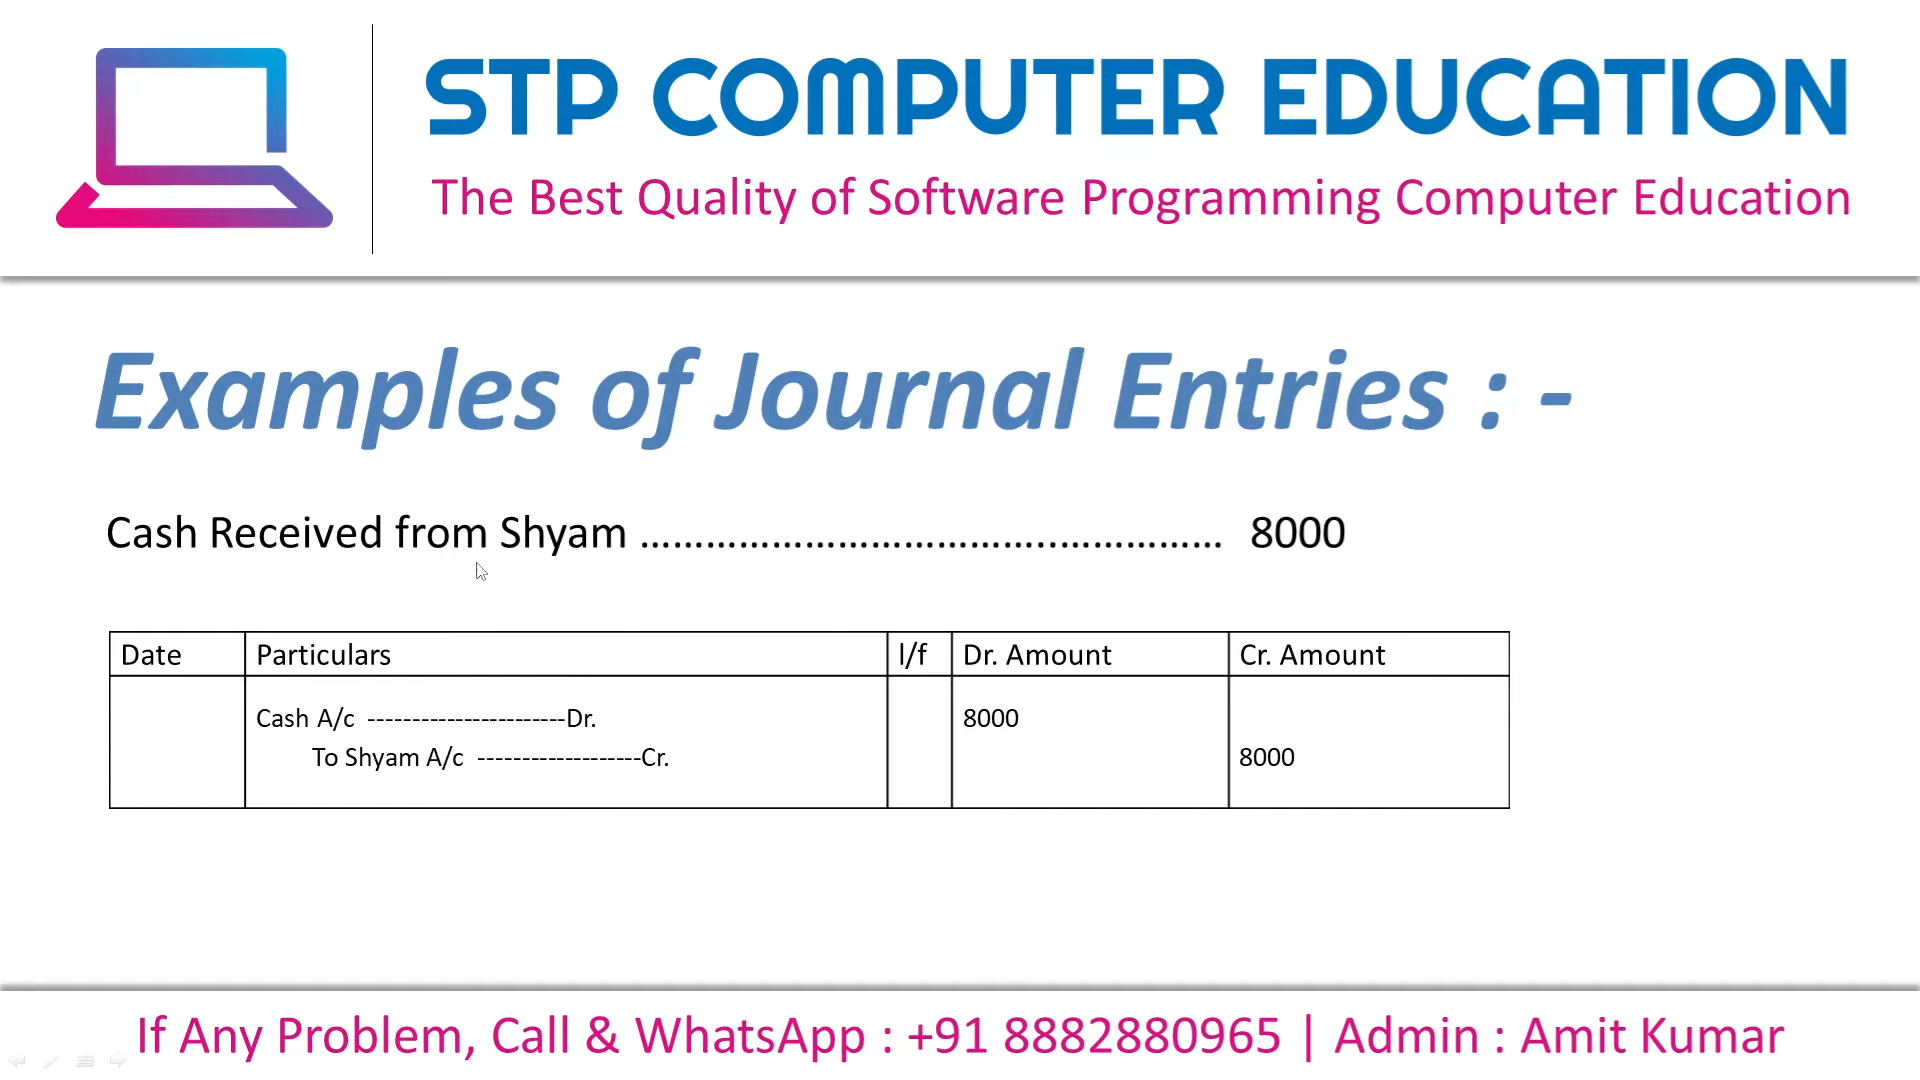 STP COMPUTER EDUCATION
The Best Quality of Software Programming Computer Education
Examples of Journal Entries : -
Cash Received from Shyam ………………………………..…………… 8000
Date Particulars l/f Dr. Amount Cr. Amount
Cash A/c ----------------------Dr. 8000
To Shyam A/c ------------------Cr. 8000
If Any Problem, Call & WhatsApp : +91 8882880965 | Admin : Amit Kumar